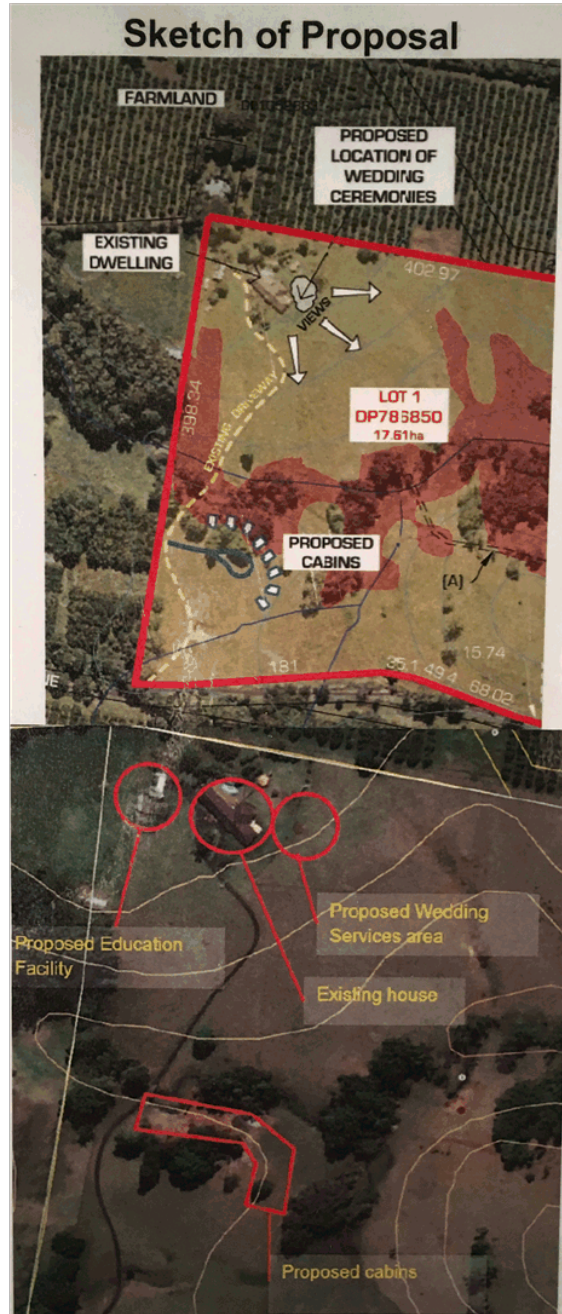 Sketch of Proposal
FARMLAND
PROPOSED
LOCATION OF
WEDDING
CEREMONIES
EXISTING
DWELLING
402.97
VIEWS
398.34
EXISTING DRIVEWAY
LOT 1
DP786850
17.61ha
PROPOSED
CABINS
[A]
181
35.1
49.4
15.74
68.02
Proposed Education
Facility
Proposed Wedding
Services area
Existing house
Proposed cabins